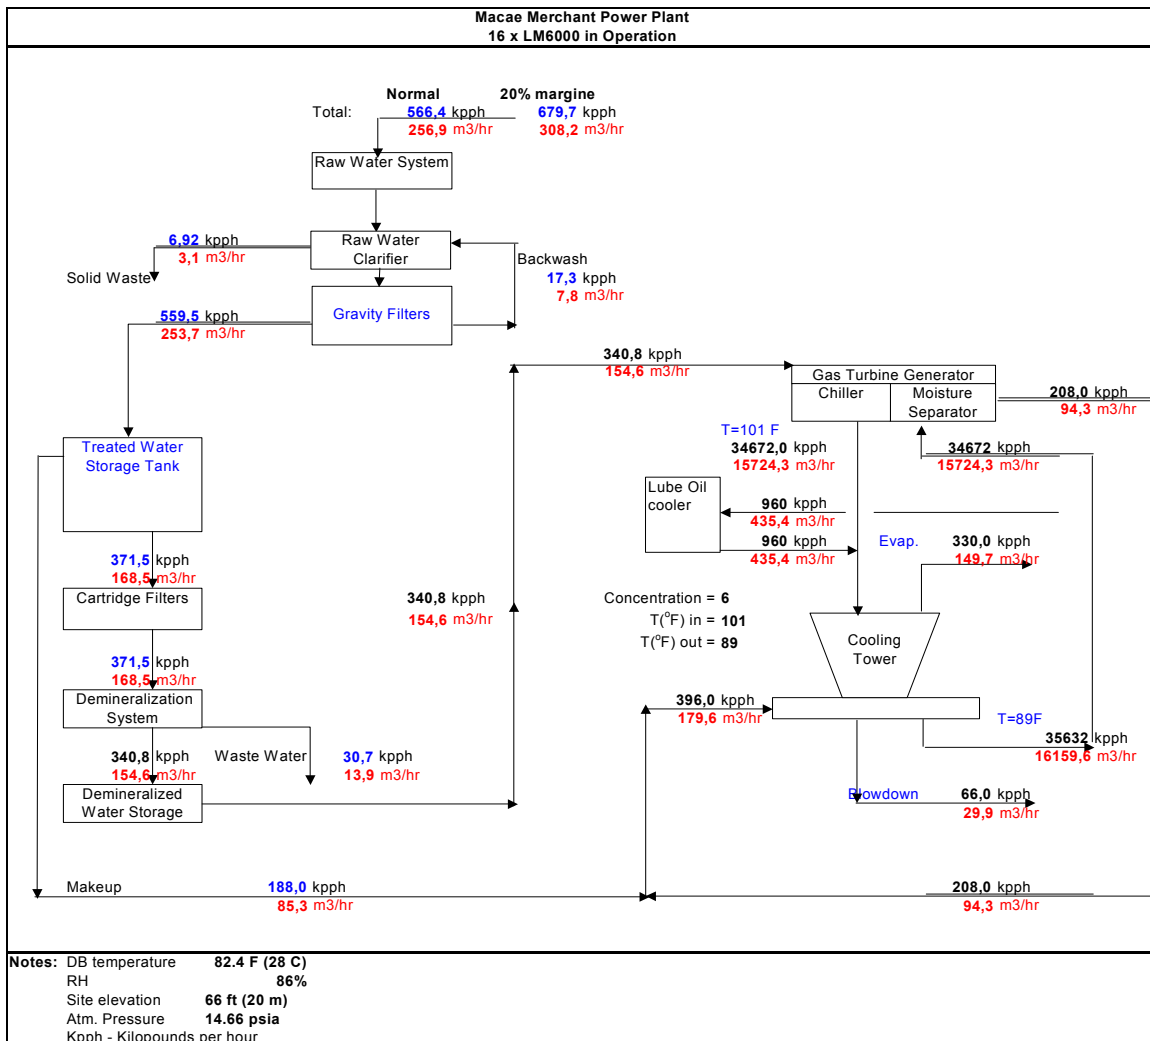 Macae Merchant Power Plant
16 x LM6000 in Operation
Normal 20% margine
Total: 566,4 kpph 679,7 kpph
256,9 m3/hr 308,2 m3/hr
Raw Water System
6,92 kpph
3,1 m3/hr
Solid Waste
Raw Water
Clarifier
Backwash
17,3 kpph
7,8 m3/hr
Gravity Filters
559,5 kpph
253,7 m3/hr
340,8 kpph
154,6 m3/hr
Gas Turbine Generator
Chiller
Moisture
Separator
208,0 kpph
94,3 m3/hr
T=101 F
34672,0 kpph
15724,3 m3/hr
34672 kpph
15724,3 m3/hr
Treated Water
Storage Tank
Lube Oil
cooler
960 kpph
435,4 m3/hr
960 kpph
435,4 m3/hr
Evap.
330,0 kpph
149,7 m3/hr
371,5 kpph
168,5 m3/hr
Cartridge Filters
340,8 kpph
154,6 m3/hr
Concentration = 6
T(°F) in = 101
T(°F) out = 89
Cooling
Tower
371,5 kpph
168,5 m3/hr
Demineralization
System
396,0 kpph
179,6 m3/hr
T=89F
35632 kpph
16159,6 m3/hr
340,8 kpph
154,6 m3/hr
Waste Water
30,7 kpph
13,9 m3/hr
Demineralized
Water Storage
Blowdown
66,0 kpph
29,9 m3/hr
Makeup
188,0 kpph
85,3 m3/hr
208,0 kpph
94,3 m3/hr
Notes: DB temperature 82.4 F (28 C)
RH 86%
Site elevation 66 ft (20 m)
Atm. Pressure 14.66 psia
Kpph - Kilopounds per hour